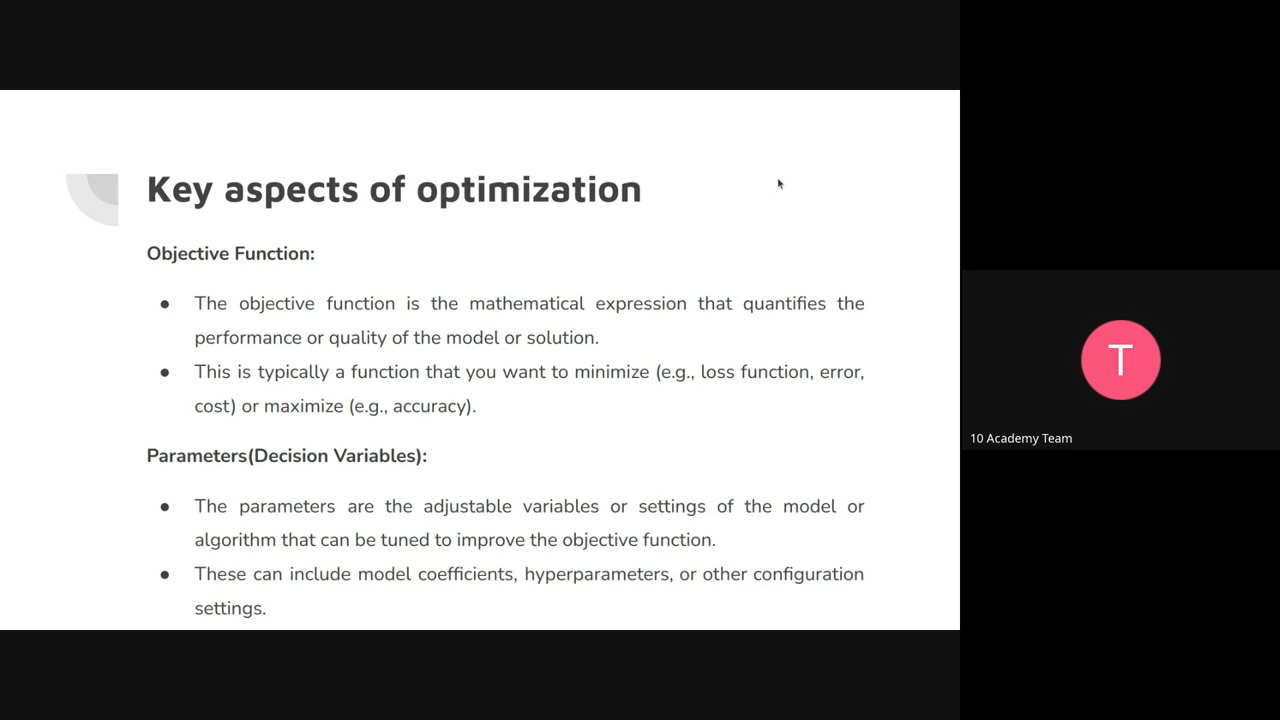 Key aspects of optimization
Objective Function:
● The objective function is the mathematical expression that quantifies the
performance or quality of the model or solution.
● This is typically a function that you want to minimize (e.g., loss function, error,
cost) or maximize (e.g., accuracy).
Parameters(Decision Variables):
● The parameters are the adjustable variables or settings of the model or
algorithm that can be tuned to improve the objective function.
● These can include model coefficients, hyperparameters, or other configuration
settings.
T
10 Academy Team